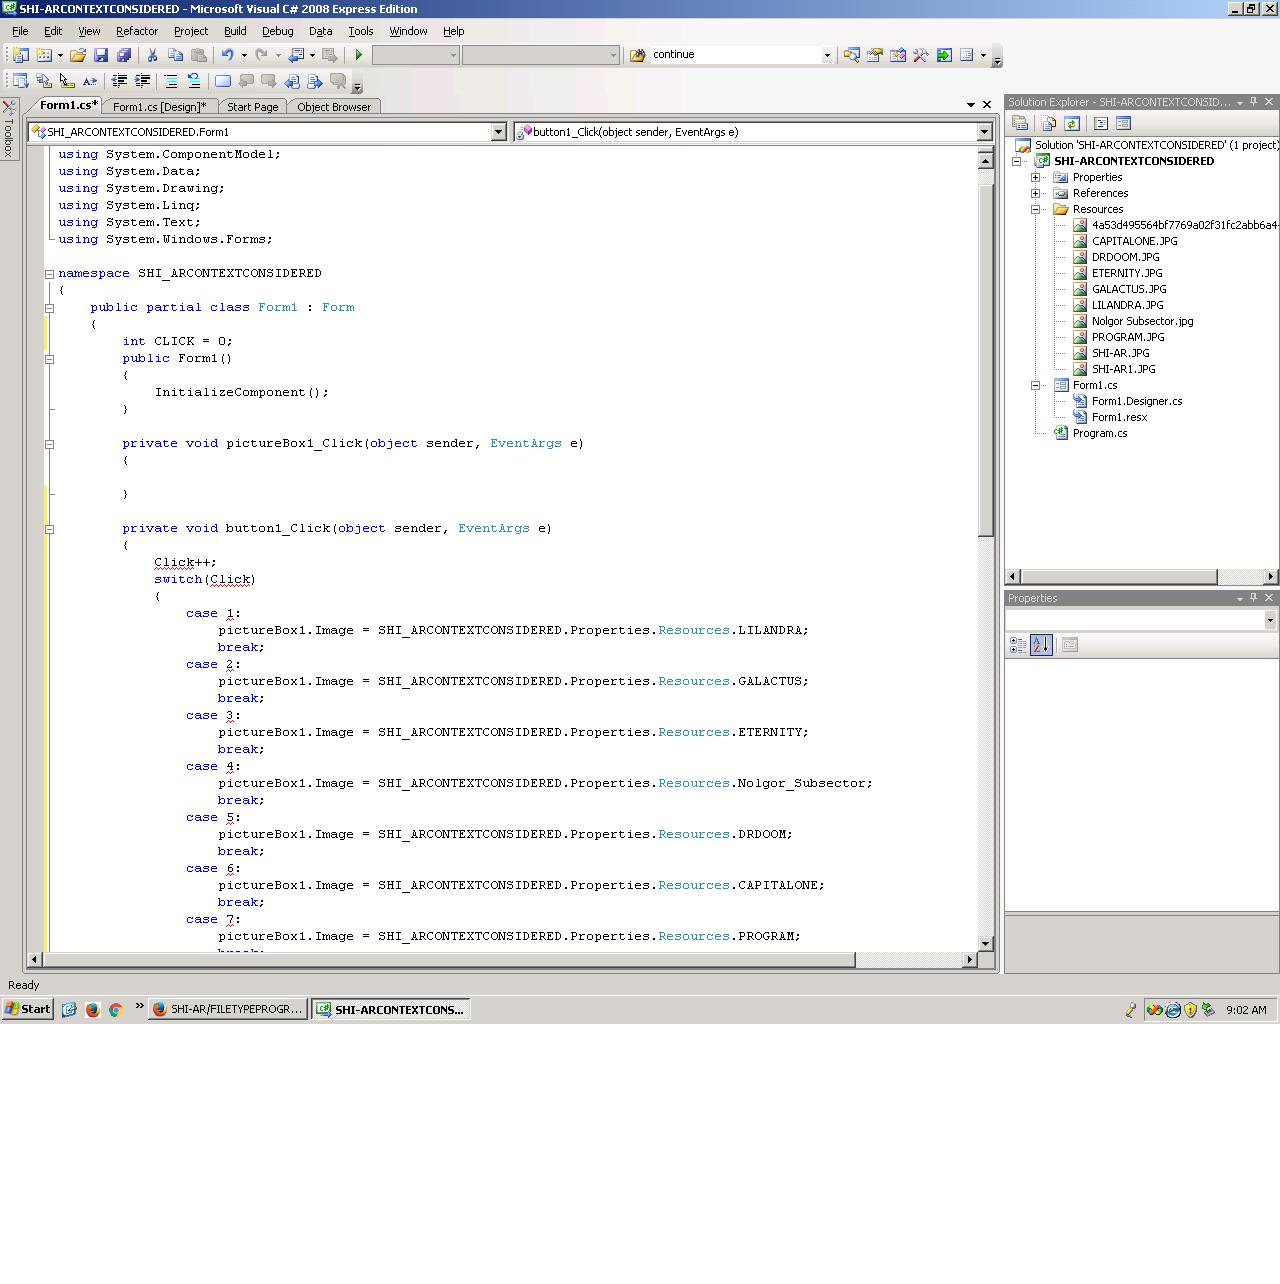 SHI-ARCONTEXTCONSIDERED - Microsoft Visual C# 2008 Express Edition
File Edit View Refactor Project Build Debug Data Tools Window Help
continue
Form1.cs* Form1.cs [Design]* Start Page Object Browser
Toolbox
SHI_ARCONTEXTCONSIDERED.Form1 button1_Click(object sender, EventArgs e)
using System.ComponentModel;
using System.Data;
using System.Drawing;
using System.Linq;
using System.Text;
using System.Windows.Forms;
namespace SHI_ARCONTEXTCONSIDERED
{
public partial class Form1 : Form
{
int CLICK = 0;
public Form1()
{
InitializeComponent();
}
private void pictureBox1_Click(object sender, EventArgs e)
{
}
private void button1_Click(object sender, EventArgs e)
{
Click++;
switch(Click)
{
case 1:
pictureBox1.Image = SHI_ARCONTEXTCONSIDERED.Properties.Resources.LILANDRA;
break;
case 2:
pictureBox1.Image = SHI_ARCONTEXTCONSIDERED.Properties.Resources.GALACTUS;
break;
case 3:
pictureBox1.Image = SHI_ARCONTEXTCONSIDERED.Properties.Resources.ETERNITY;
break;
case 4:
pictureBox1.Image = SHI_ARCONTEXTCONSIDERED.Properties.Resources.Nolgor_Subsector;
break;
case 5:
pictureBox1.Image = SHI_ARCONTEXTCONSIDERED.Properties.Resources.DRDOOM;
break;
case 6:
pictureBox1.Image = SHI_ARCONTEXTCONSIDERED.Properties.Resources.CAPITALONE;
break;
case 7:
pictureBox1.Image = SHI_ARCONTEXTCONSIDERED.Properties.Resources.PROGRAM;
Solution Explorer - SHI-ARCONTEXTCONSID...
Solution 'SHI-ARCONTEXTCONSIDERED' (1 project)
SHI-ARCONTEXTCONSIDERED
Properties
References
Resources
4a53d495564bf7769a02f31fc2abb6a4
CAPITALONE.JPG
DRDOOM.JPG
ETERNITY.JPG
GALACTUS.JPG
LILANDRA.JPG
Nolgor Subsector.jpg
PROGRAM.JPG
SHI-AR.JPG
SHI-AR1.JPG
Form1.cs
Form1.Designer.cs
Form1.resx
Program.cs
Properties
Ready
Start SHI-AR/FILETYPEPROGR... SHI-ARCONTEXTCONS... 9:02 AM